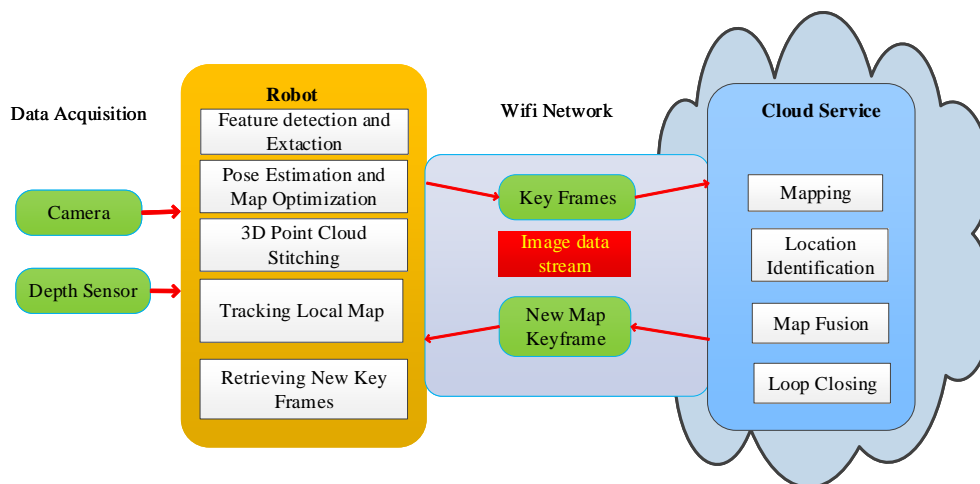 Data Acquisition
Camera
Depth Sensor
Robot
Feature detection and
Extaction
Pose Estimation and
Map Optimization
3D Point Cloud
Stitching
Tracking Local Map
Retrieving New Key
Frames
Wifi Network
Key Frames
Image data
stream
New Map
Keyframe
Cloud Service
Mapping
Location
Identification
Map Fusion
Loop Closing